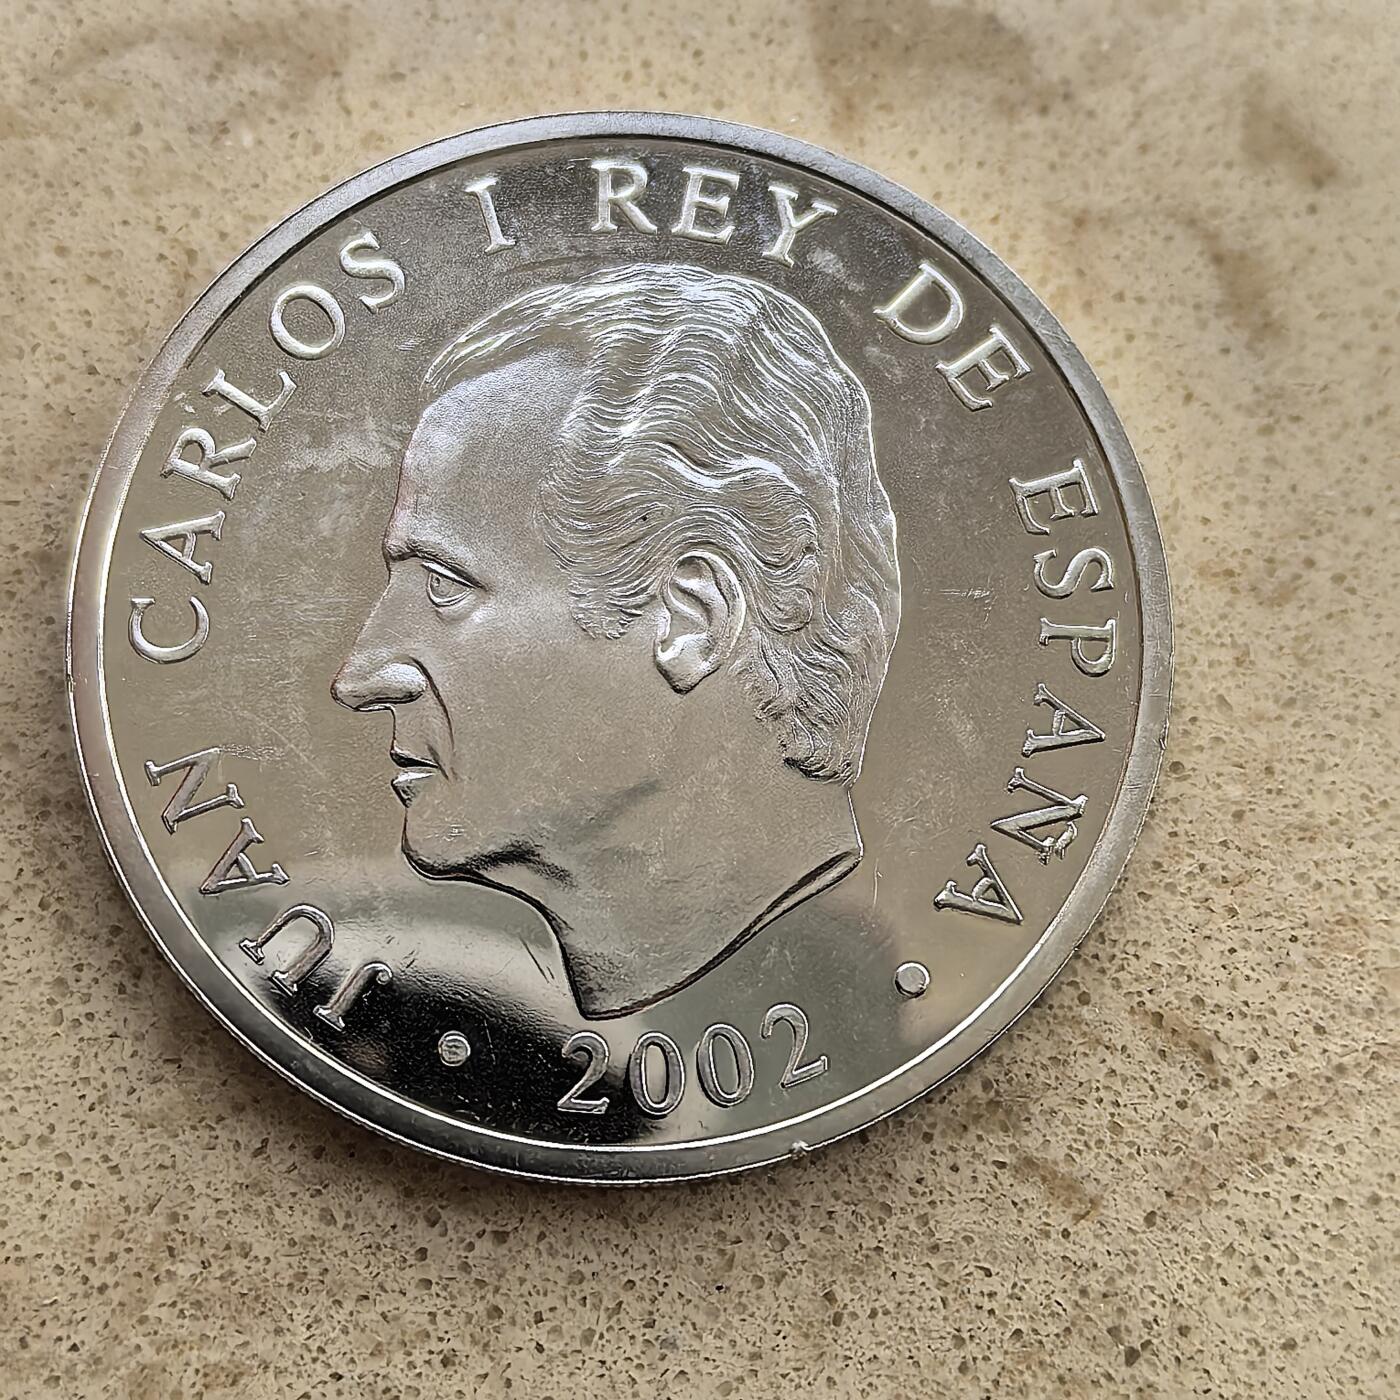 JUAN CARLOS I REY DE ESPAÑA
• 2002 •